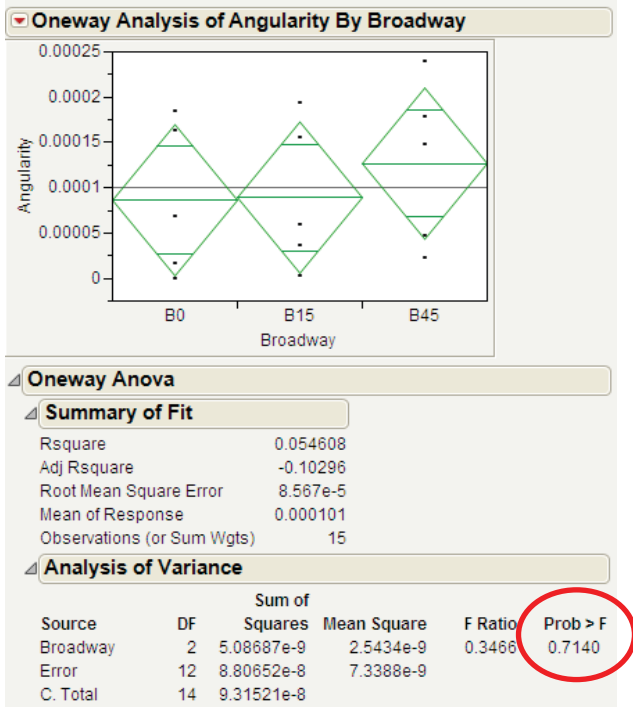 Oneway Analysis of Angularity By Broadway
0.00025
0.0002
0.00015
0.0001
0.00005
0
Angularity
B0 B15 B45
Broadway
Oneway Anova
Summary of Fit
Rsquare 0.054608
Adj Rsquare -0.10296
Root Mean Square Error 8.567e-5
Mean of Response 0.000101
Observations (or Sum Wgts) 15
Analysis of Variance
Sum of
Source DF Squares Mean Square F Ratio Prob > F
Broadway 2 5.08687e-9 2.5434e-9 0.3466 0.7140
Error 12 8.80652e-8 7.3388e-9
C. Total 14 9.31521e-8